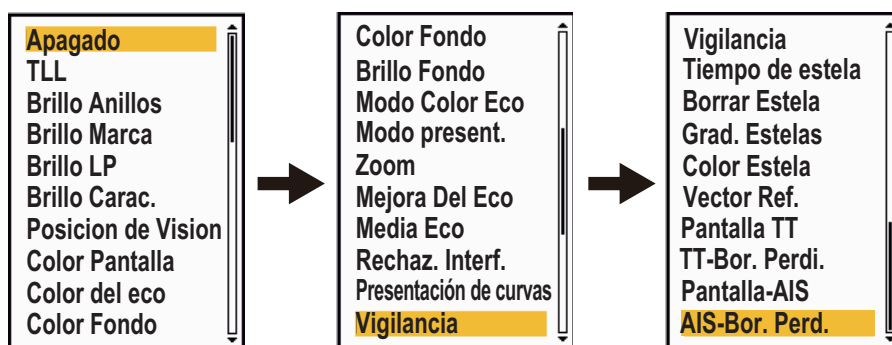 Apagado
TLL
Brillo Anillos
Brillo Marca
Brillo LP
Brillo Carac.
Posicion de Vision
Color Pantalla
Color del eco
Color Fondo
Color Fondo
Brillo Fondo
Modo Color Eco
Modo present.
Zoom
Mejora Del Eco
Media Eco
Rechaz. Interf.
Presentación de curvas
Vigilancia
Vigilancia
Tiempo de estela
Borrar Estela
Grad. Estelas
Color Estela
Vector Ref.
Pantalla TT
TT-Bor. Perdi.
Pantalla-AIS
AIS-Bor. Perd.